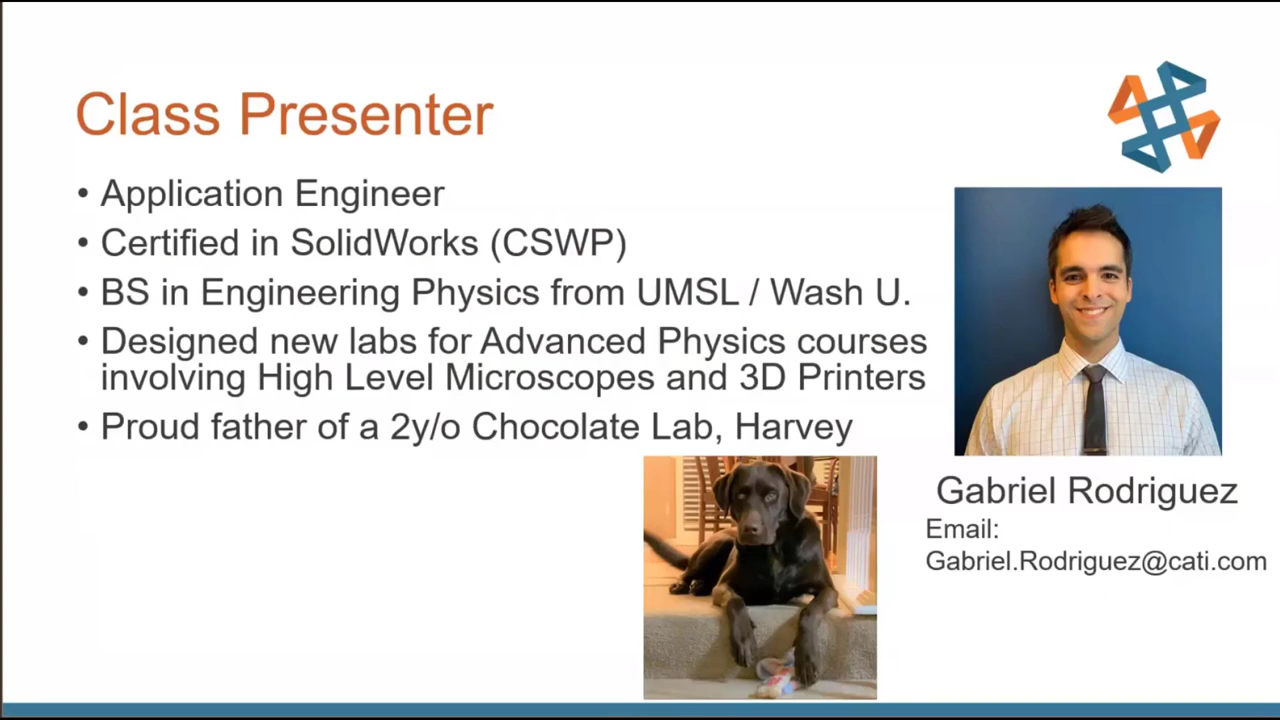 Class Presenter
• Application Engineer
• Certified in SolidWorks (CSWP)
• BS in Engineering Physics from UMSL / Wash U.
• Designed new labs for Advanced Physics courses
involving High Level Microscopes and 3D Printers
• Proud father of a 2y/o Chocolate Lab, Harvey
Gabriel Rodriguez
Email:
Gabriel.Rodriguez@cati.com